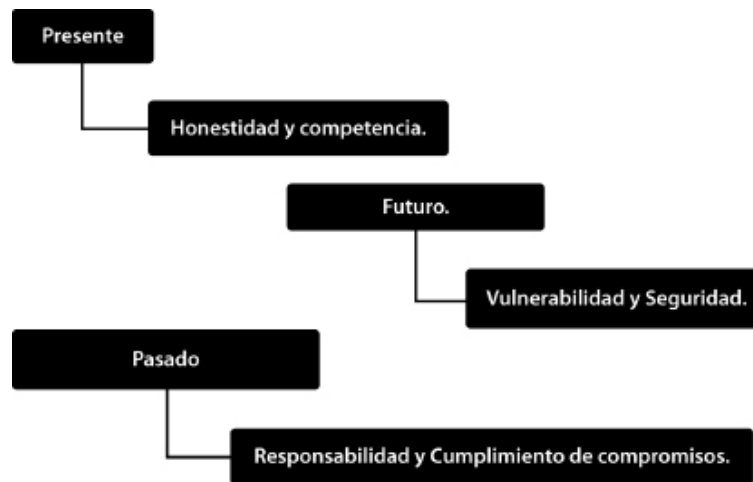 Presente
Honestidad y competencia.
Futuro.
Vulnerabilidad y Seguridad.
Pasado
Responsabilidad y Cumplimiento de compromisos.